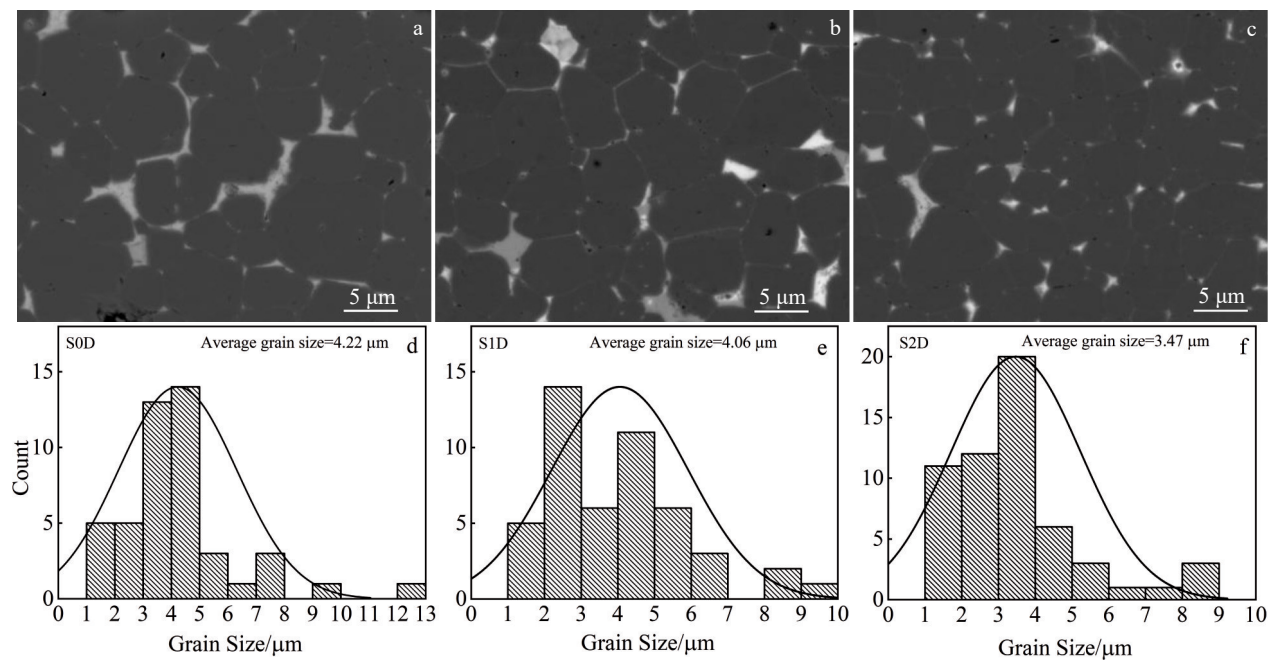 a
5 μm
b
5 μm
c
5 μm
S0D Average grain size=4.22 μm d
15
10
5
0
Count
0 1 2 3 4 5 6 7 8 9 10 11 12 13
Grain Size/μm
S1D Average grain size=4.06 μm e
15
10
5
0
0 1 2 3 4 5 6 7 8 9 10
Grain Size/μm
S2D Average grain size=3.47 μm f
20
15
10
5
0
0 1 2 3 4 5 6 7 8 9 10
Grain Size/μm